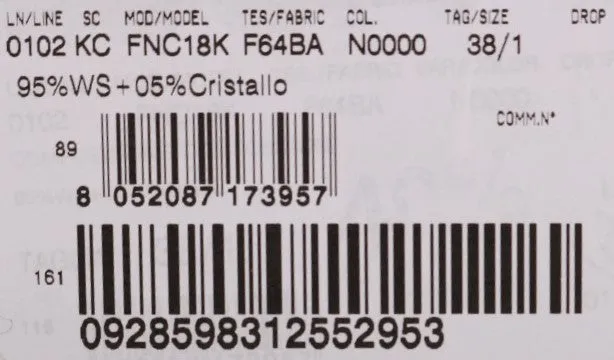 LN/LINE SC MOD/MODEL TES/FABRIC COL. TAG/SIZE DROP
0102 KC FNC18K F64BA N0000 38/1
95%WS+05%Cristallo
COMM.N°
89
8 052087 173957
161
0928598312552953